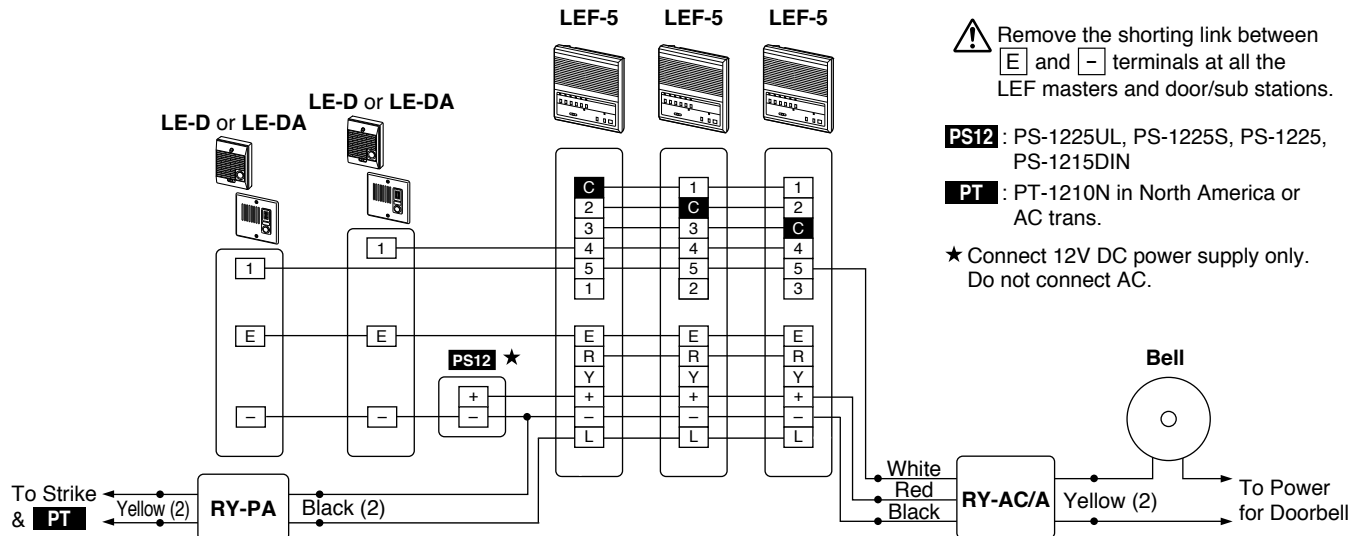 LEF-5 LEF-5 LEF-5
⚠ Remove the shorting link between
E and – terminals at all the
LEF masters and door/sub stations.
PS12 : PS-1225UL, PS-1225S, PS-1225,
PS-1215DIN
PT : PT-1210N in North America or
AC trans.
★ Connect 12V DC power supply only.
Do not connect AC.
LE-D or LE-DA
LE-D or LE-DA
C 1 1
2 C 2
3 3 C
1 4 4 4
1 5 5 5
1 2 3
E E E E E
R R R
Y Y Y
PS12 ★
+ + + +
– – – – – –
L L L
Bell
To Strike
& PT
Yellow (2)
RY-PA
Black (2)
White
Red
Black
RY-AC/A
Yellow (2)
To Power
for Doorbell